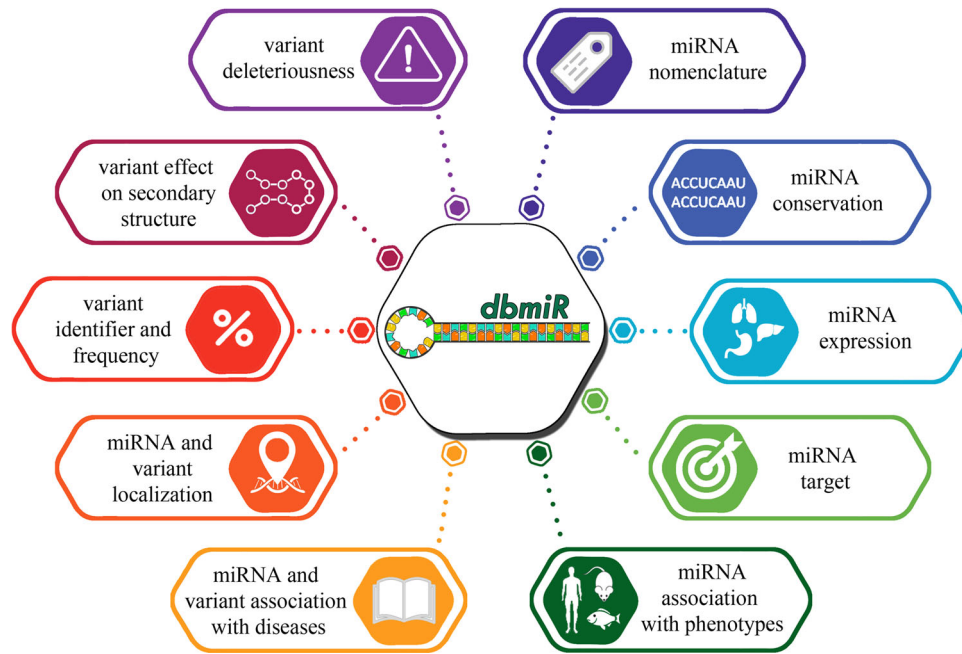 variant
deleteriousness
miRNA
nomenclature
variant effect
on secondary
structure
ACCUCAAU
ACCUCAAU
miRNA
conservation
variant
identifier and
frequency
%
dbmiR
miRNA
expression
miRNA and
variant
localization
miRNA
target
miRNA and
variant association
with diseases
miRNA
association
with phenotypes